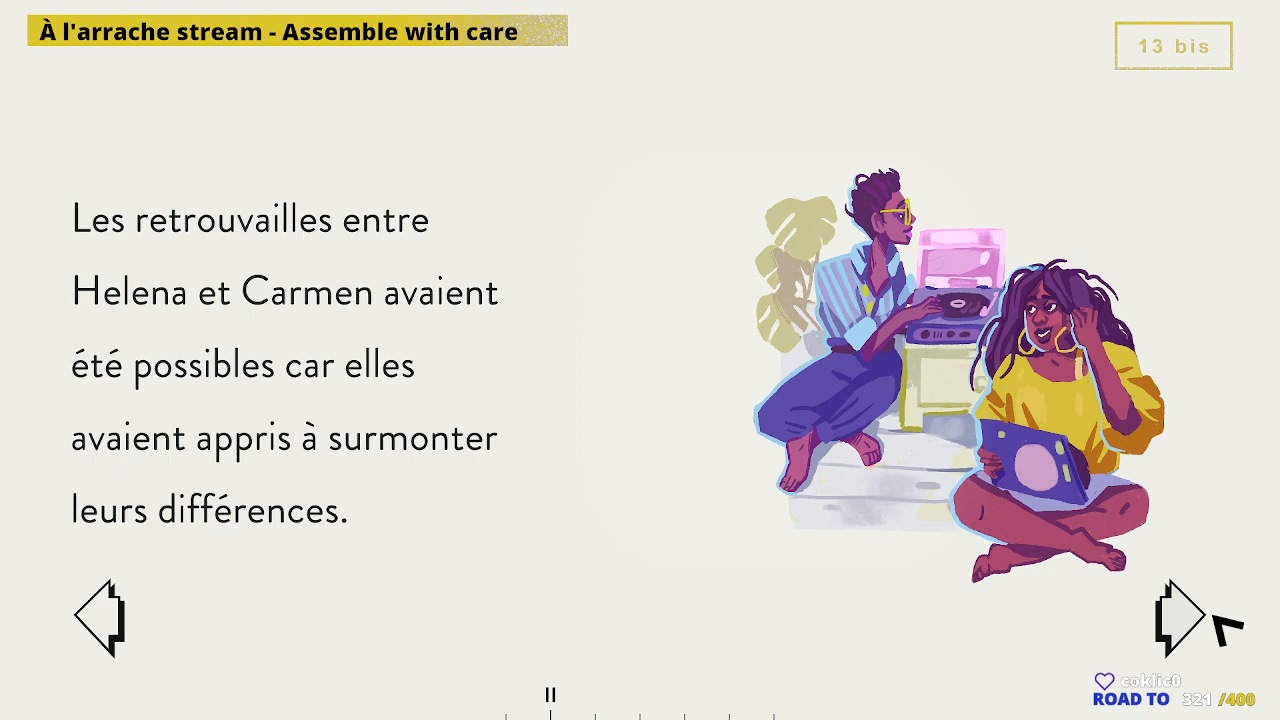 À l'arrache stream - Assemble with care
13 bis
Les retrouvailles entre
Helena et Carmen avaient
été possibles car elles
avaient appris à surmonter
leurs différences.
coklic0
ROAD TO 321 /400